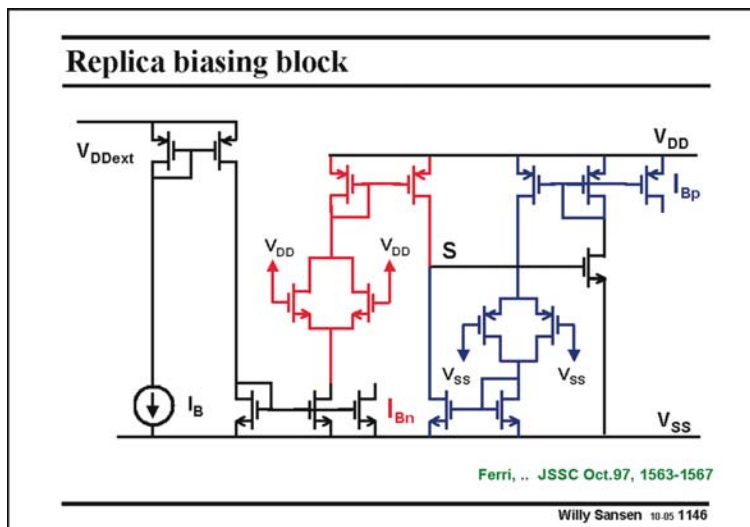 Replica biasing block
VDDext
VDD
IBp
VDD
VDD
S
VSS
VSS
IB
IBn
VSS
Ferri, .. JSSC Oct.97, 1563-1567
Willy Sansen 10-05 1146